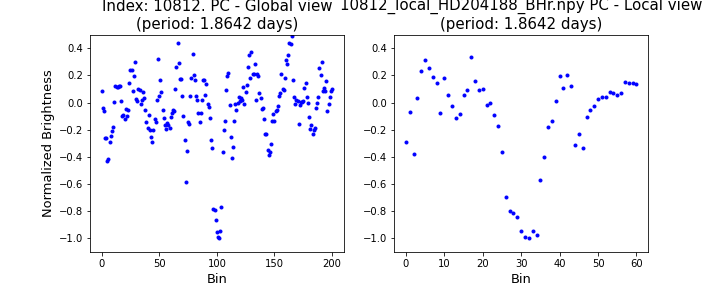 Index: 10812. PC - Global view
(period: 1.8642 days)
10812_local_HD204188_BHr.npy PC - Local view
(period: 1.8642 days)
Normalized Brightness
0.4
0.2
0.0
−0.2
−0.4
−0.6
−0.8
−1.0
0 50 100 150 200
Bin
0.4
0.2
0.0
−0.2
−0.4
−0.6
−0.8
−1.0
0 10 20 30 40 50 60
Bin